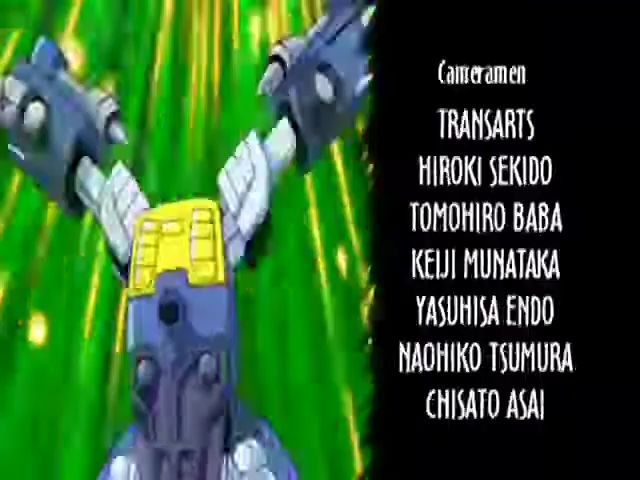 Cameramen
TRANSARTS
HIROKI SEKIDO
TOMOHIRO BABA
KEIJI MUNATAKA
YASUHISA ENDO
NAOHIKO TSUMURA
CHISATO ASAI